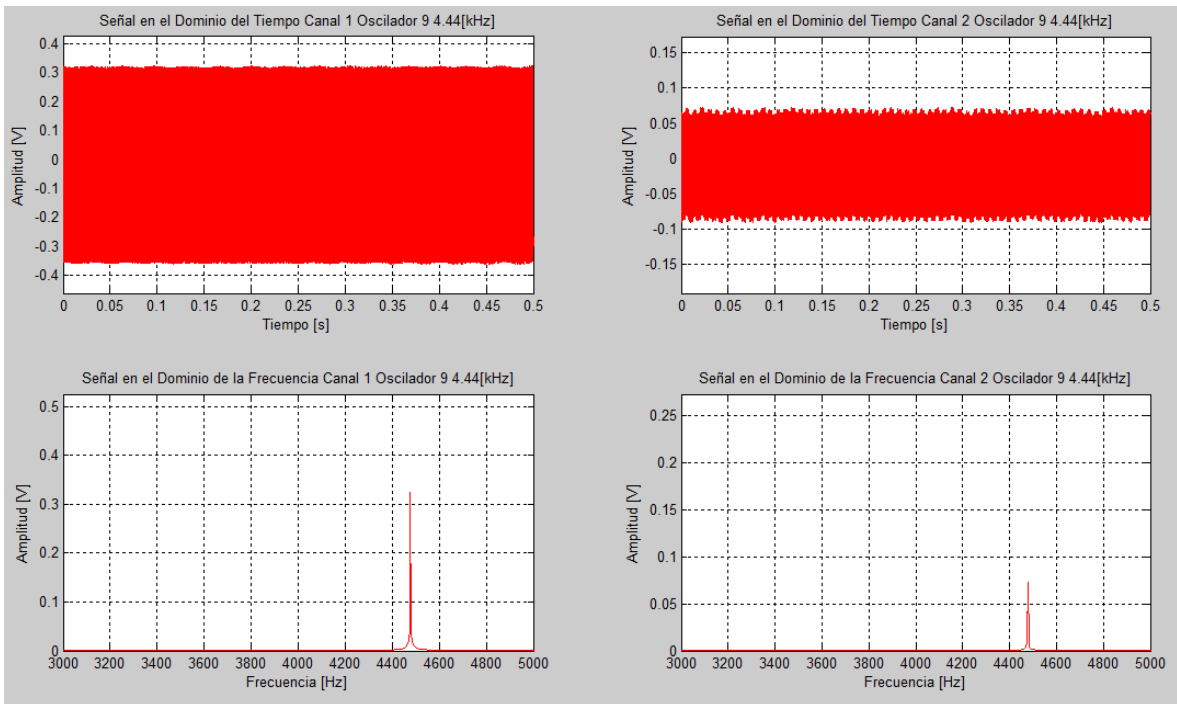 Señal en el Dominio del Tiempo Canal 1 Oscilador 9 4.44[kHz]
0.4
0.3
0.2
0.1
0
-0.1
-0.2
-0.3
-0.4
Amplitud [V]
0 0.05 0.1 0.15 0.2 0.25 0.3 0.35 0.4 0.45 0.5
Tiempo [s]
Señal en el Dominio del Tiempo Canal 2 Oscilador 9 4.44[kHz]
0.15
0.1
0.05
0
-0.05
-0.1
-0.15
Amplitud [V]
0 0.05 0.1 0.15 0.2 0.25 0.3 0.35 0.4 0.45 0.5
Tiempo [s]
Señal en el Dominio de la Frecuencia Canal 1 Oscilador 9 4.44[kHz]
0.5
0.4
0.3
0.2
0.1
0
Amplitud [V]
3000 3200 3400 3600 3800 4000 4200 4400 4600 4800 5000
Frecuencia [Hz]
Señal en el Dominio de la Frecuencia Canal 2 Oscilador 9 4.44[kHz]
0.25
0.2
0.15
0.1
0.05
0
Amplitud [V]
3000 3200 3400 3600 3800 4000 4200 4400 4600 4800 5000
Frecuencia [Hz]